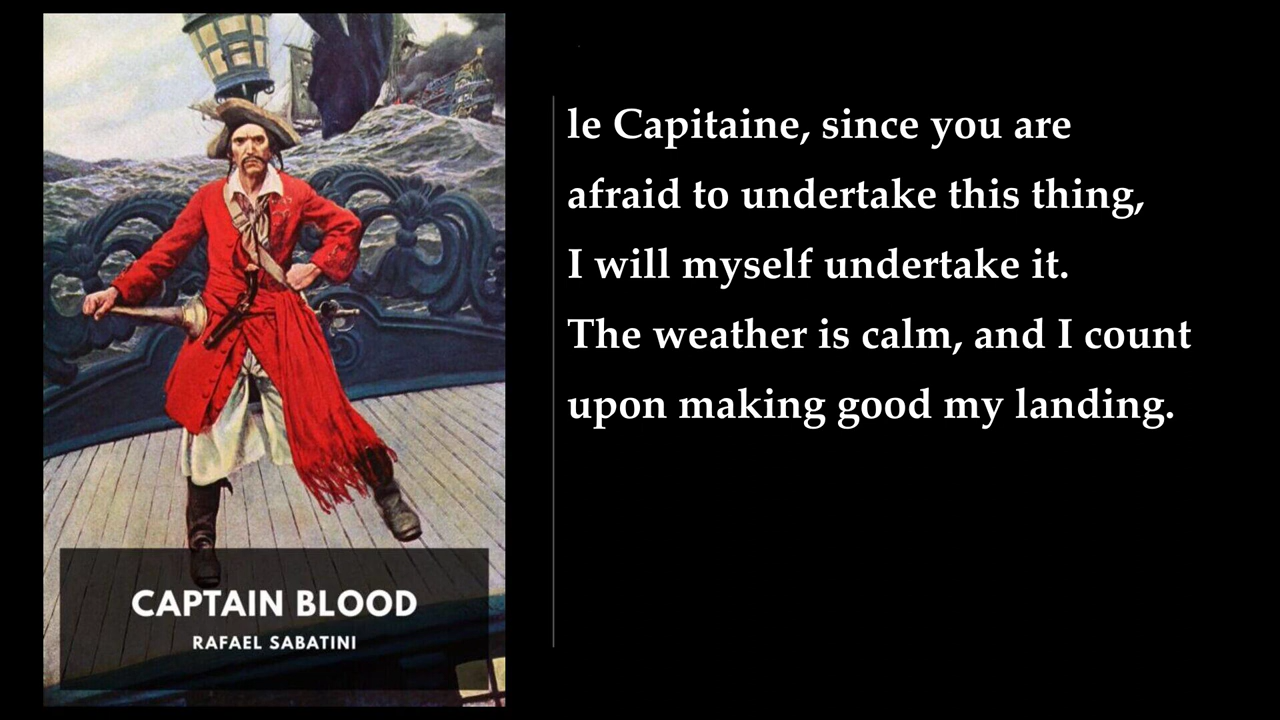 le Capitaine, since you are
afraid to undertake this thing,
I will myself undertake it.
The weather is calm, and I count
upon making good my landing.
CAPTAIN BLOOD
RAFAEL SABATINI